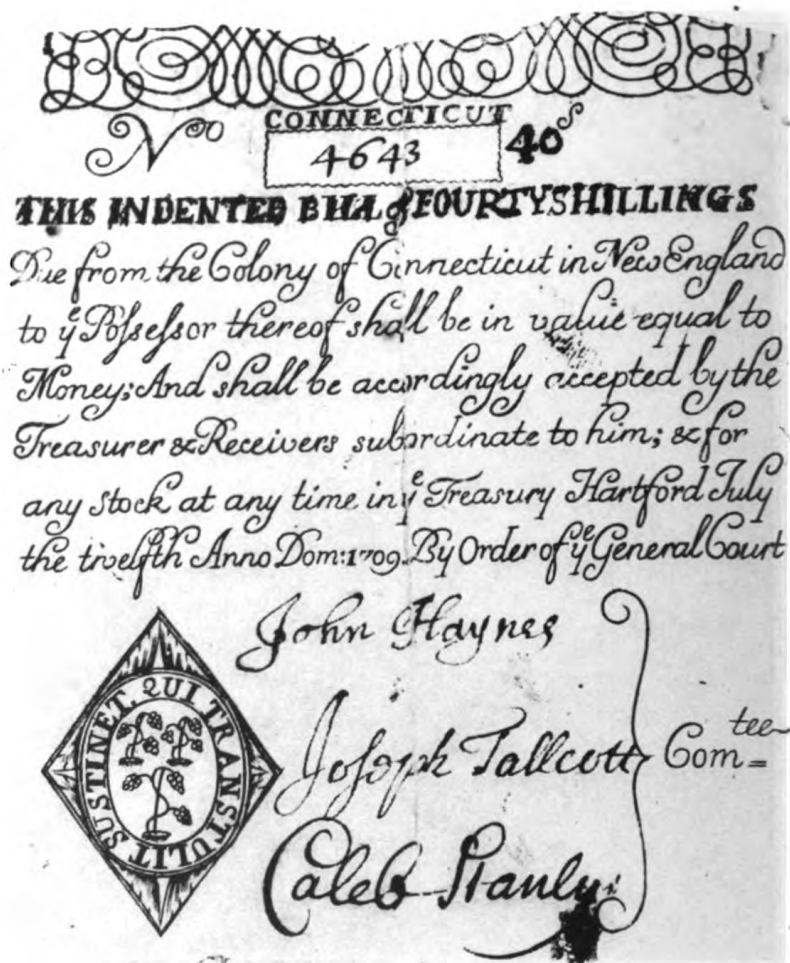 CONNECTICUT
No 4643 40s
THIS INDENTED BILL of FOURTY SHILLINGS
Due from the Colony of Connecticut in New England
to ye Poſseſsor thereof shall be in value equal to
Money; And shall be accordingly accepted by the
Treasurer & Receivers subordinate to him; & for
any Stock at any time in ye Treasury Hartford July
the twelfth Anno Dom: 1709. By Order of ye General Court
John Haynes
Joſeph Tallcott Com=tee
Caleb Stanly
SUSTINET QUI TRANSTULIT